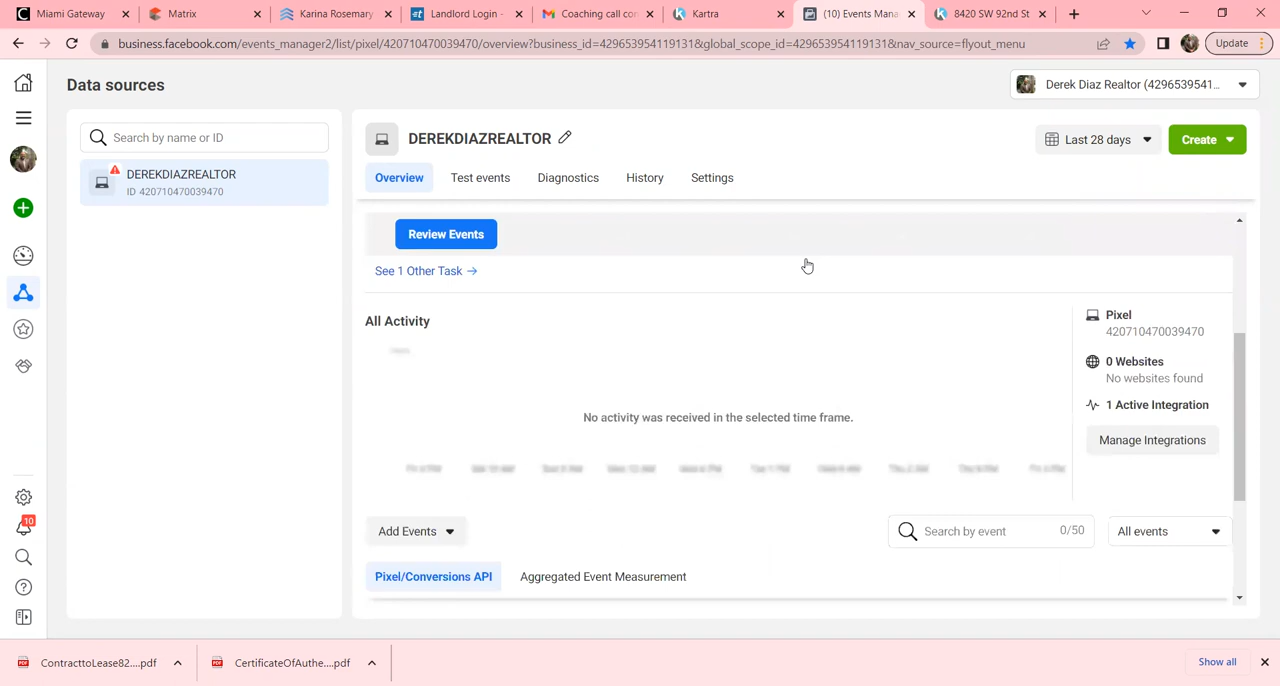 Miami Gateway
Matrix
Karina Rosemary
Landlord Login -
Coaching call con
Kartra
(10) Events Mana
8420 SW 92nd St
business.facebook.com/events_manager2/list/pixel/420710470039470/overview?business_id=429653954119131&global_scope_id=429653954119131&nav_source=flyout_menu
Update
Data sources
Derek Diaz Realtor (4296539541...
Search by name or ID
DEREKDIAZREALTOR
ID 420710470039470
DEREKDIAZREALTOR
Last 28 days
Create
Overview
Test events
Diagnostics
History
Settings
Review Events
See 1 Other Task →
All Activity
No activity was received in the selected time frame.
Pixel
420710470039470
0 Websites
No websites found
1 Active Integration
Manage Integrations
Add Events
Search by event
0/50
All events
Pixel/Conversions API
Aggregated Event Measurement
10
ContracttoLease82....pdf
CertificateOfAuthe....pdf
Show all